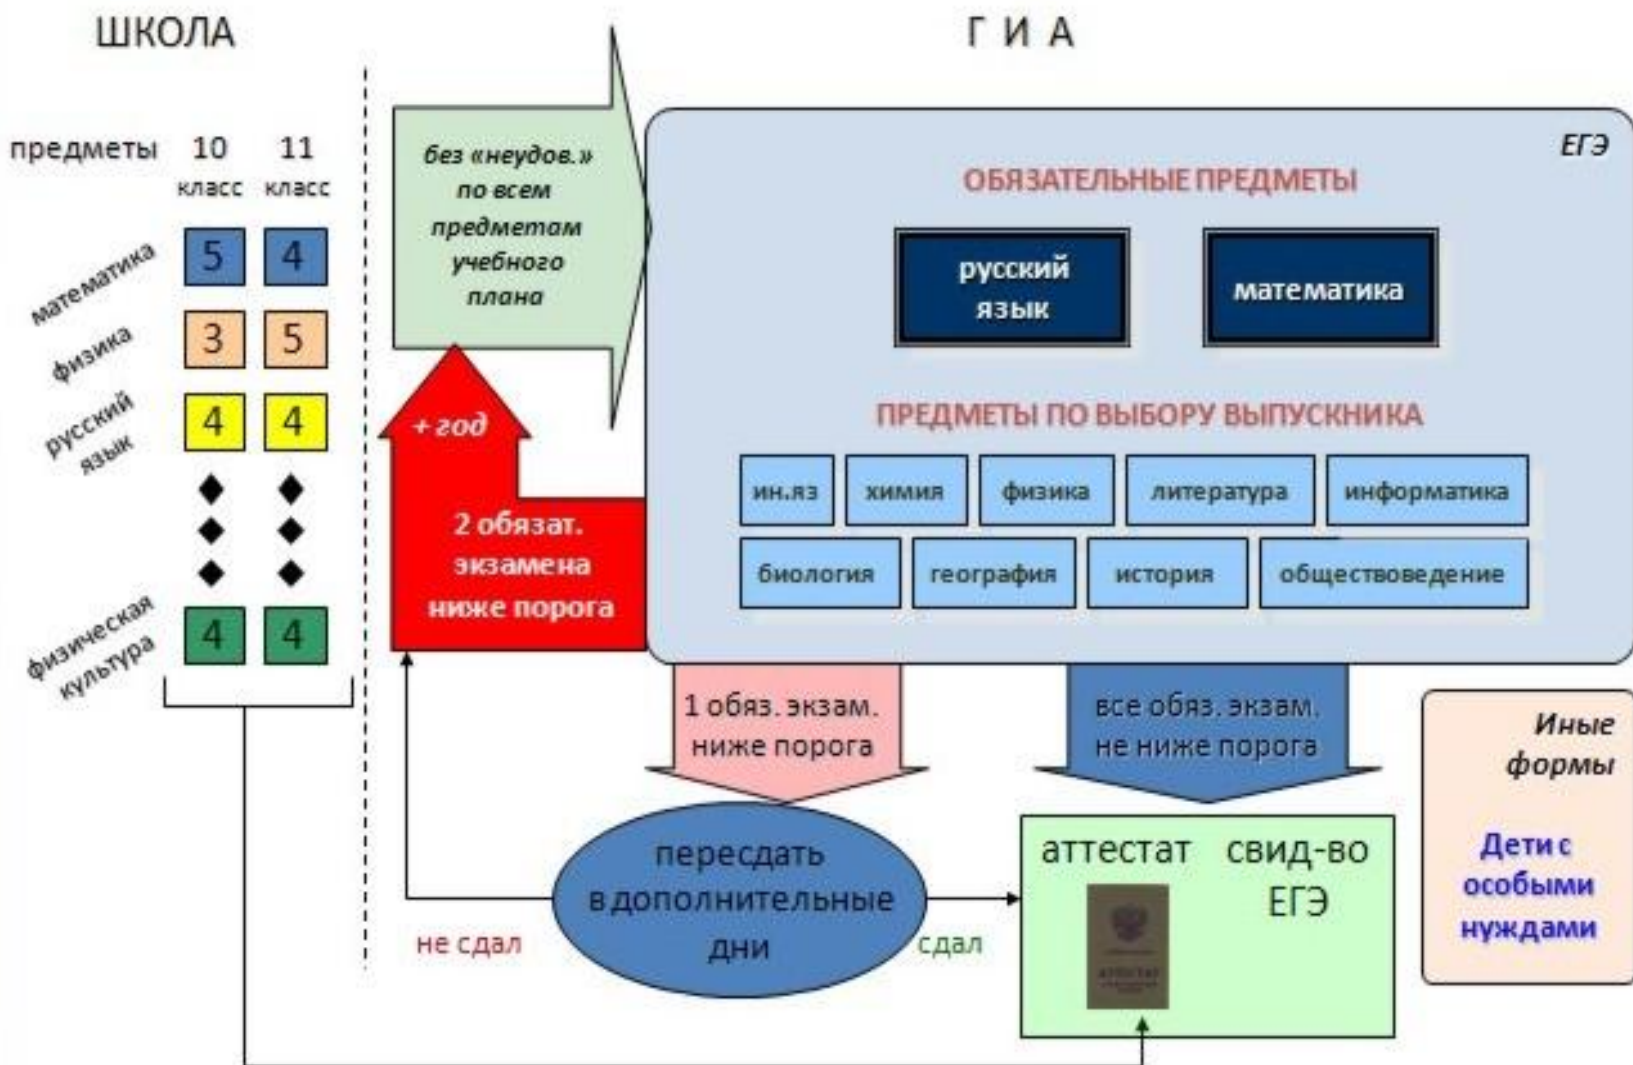 ШКОЛА
Г И А
предметы 10 11
класс класс
математика
5 4
физика
3 5
русский
язык
4 4
физическая
культура
4 4
без «неудов.»
по всем
предметам
учебного
плана
+ год
2 обязат.
экзамена
ниже порога
ЕГЭ
ОБЯЗАТЕЛЬНЫЕ ПРЕДМЕТЫ
русский
язык
математика
ПРЕДМЕТЫ ПО ВЫБОРУ ВЫПУСКНИКА
ин.яз химия физика литература информатика
биология география история обществоведение
1 обяз. экзам.
ниже порога
все обяз. экзам.
не ниже порога
пересдать
в дополнительные
дни
не сдал
сдал
аттестат
свид-во
ЕГЭ
АТТЕСТАТ
Иные
формы
Дети с
особыми
нуждами